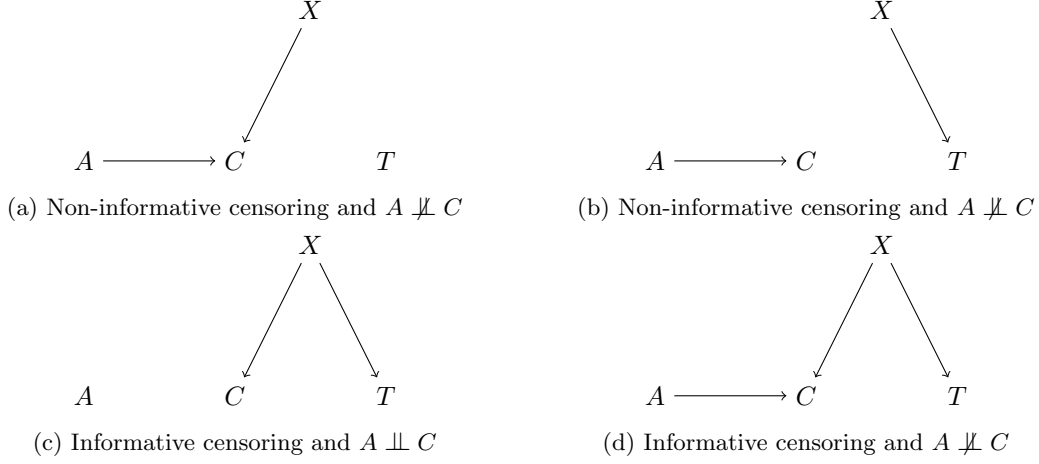 X X
A C T A C T
(a) Non-informative censoring and A ⫫̸ C (b) Non-informative censoring and A ⫫̸ C
X X
A C T A C T
(c) Informative censoring and A ⫫ C (d) Informative censoring and A ⫫̸ C